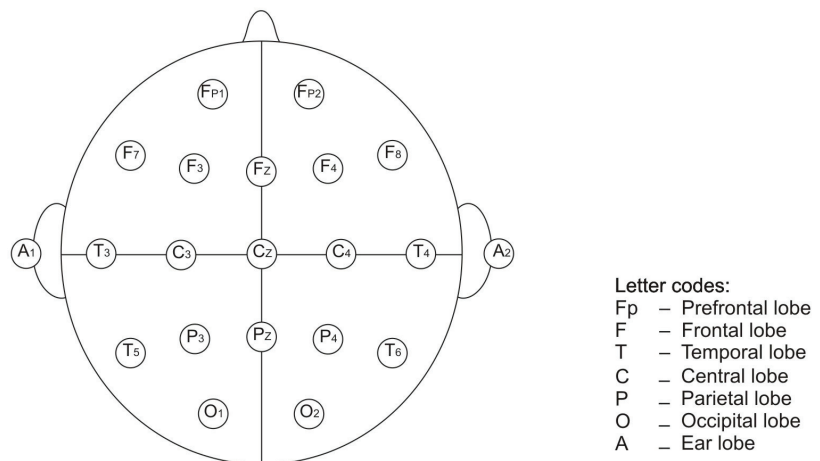 FP1 FP2
F7 F3 FZ F4 F8
A1 T3 C3 CZ C4 T4 A2
T5 P3 PZ P4 T6
O1 O2
Letter codes:
Fp – Prefrontal lobe
F – Frontal lobe
T – Temporal lobe
C – Central lobe
P – Parietal lobe
O – Occipital lobe
A – Ear lobe